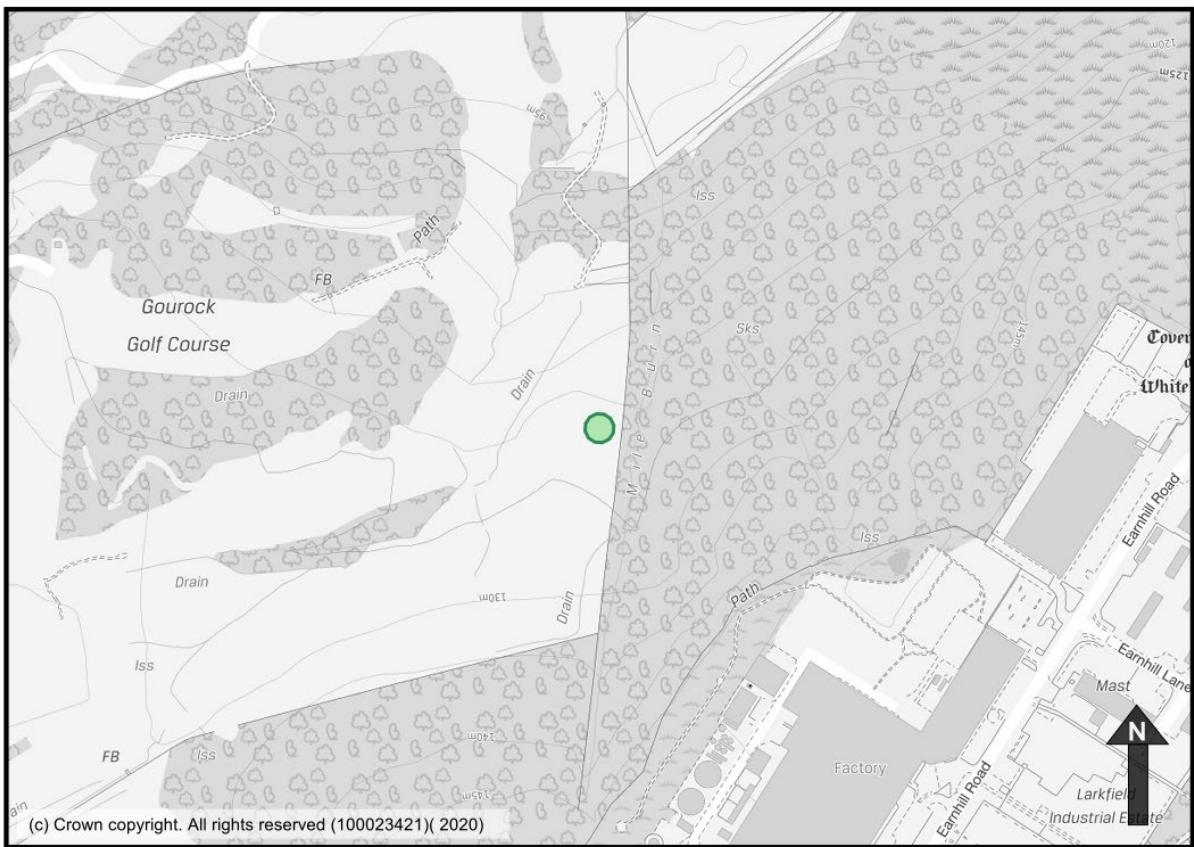 120m
125m
95m
Iss
Path
FB
Gourock
Golf Course
Sks
145m
Mile Burn
Drain
Drain
Earnhill Road
Iss
Drain
130m
Drain
Path
Iss
Earnhill Lane
Mast
N
FB
Iss
140m
Factory
145m
Earnhill Road
Larkfield
Industrial Estate
(c) Crown copyright. All rights reserved (100023421)( 2020)